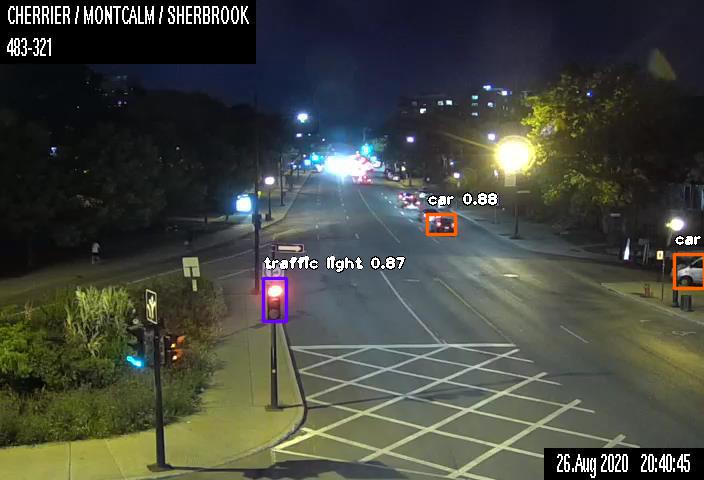 CHERRIER / MONTCALM / SHERBROOK
483-321
car 0.88
car
traffic light 0.87
26.Aug 2020 20:40:45